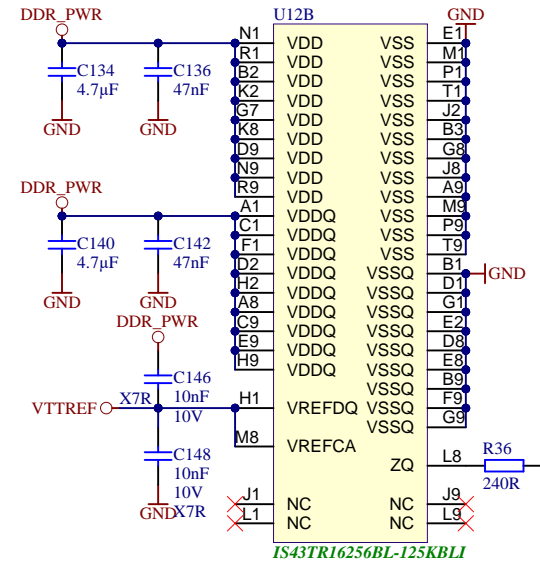 DDR_PWR
C134
4.7µF
GND
C136
47nF
GND
DDR_PWR
C140
4.7µF
GND
C142
47nF
GND
DDR_PWR
C146
10nF
10V
X7R
VTTREF
C148
10nF
10V
X7R
GND
U12B
GND
N1 VDD VSS E1
R1 VDD VSS M1
B2 VDD VSS P1
K2 VDD VSS T1
G7 VDD VSS J2
K8 VDD VSS B3
D9 VDD VSS G8
N9 VDD VSS J8
R9 VDD VSS A9
A1 VDDQ VSS M9
C1 VDDQ VSS P9
F1 VDDQ VSS T9
D2 VDDQ VSSQ B1 GND
H2 VDDQ VSSQ D1
A8 VDDQ VSSQ G1
C9 VDDQ VSSQ E2
E9 VDDQ VSSQ D8
H9 VDDQ VSSQ E8
VSSQ B9
H1 VREFDQ VSSQ F9
VSSQ G9
M8 VREFCA
ZQ L8 R36
240R
J1 NC NC J9
L1 NC NC L9
IS43TR16256BL-125KBLI